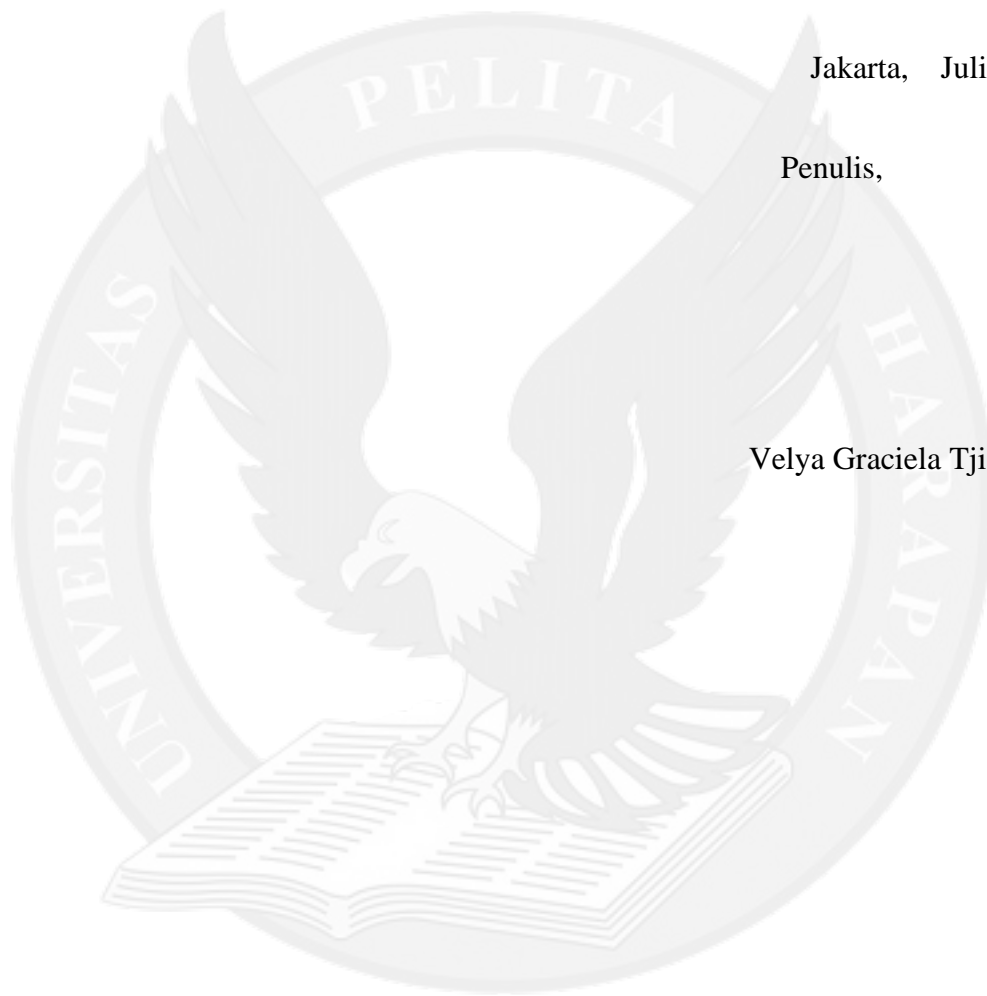 PELITA
UNIVERSITAS
HARAPAN
Jakarta, Juli
Penulis,
Velya Graciela Tji